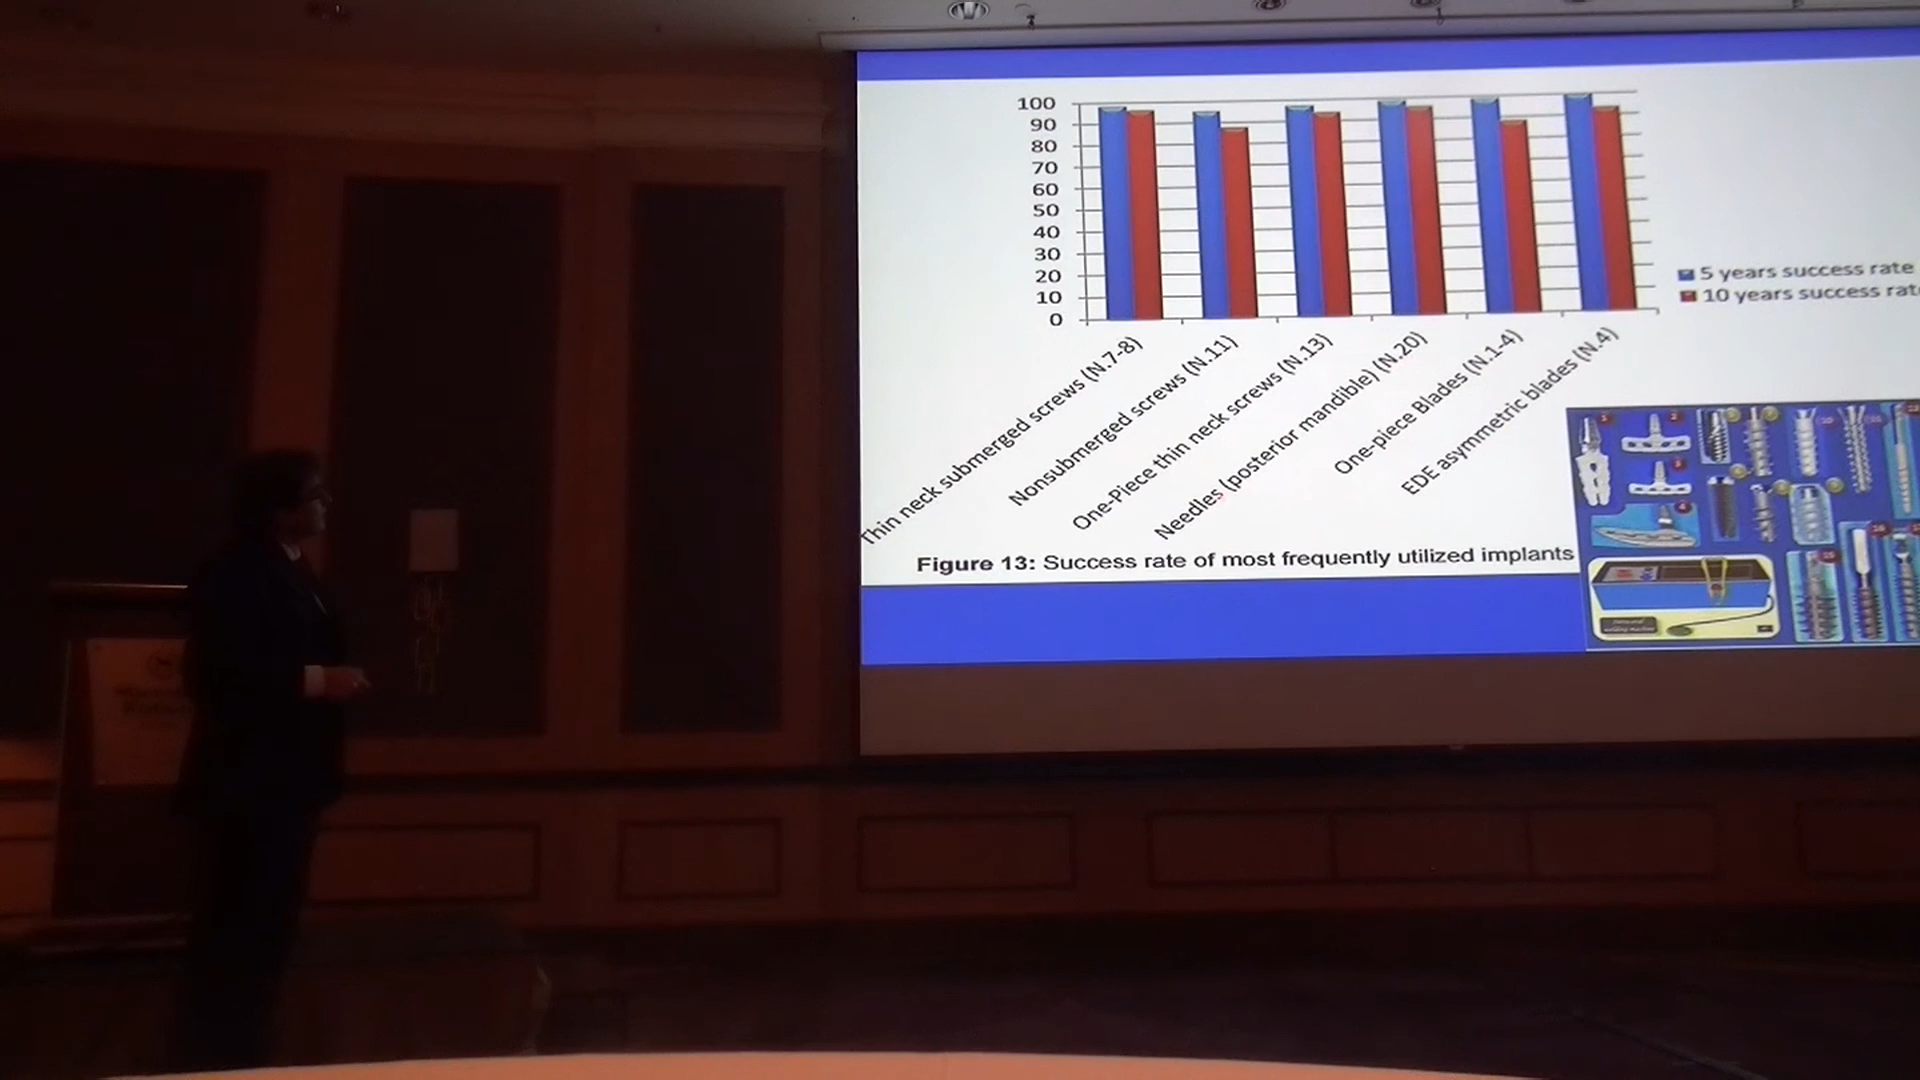 100
90
80
70
60
50
40
30
20
10
0
5 years success rate
10 years success rate
Thin neck submerged screws (N.7-8)
Nonsubmerged screws (N.11)
One-Piece thin neck screws (N.13)
Needles (posterior mandible) (N.20)
One-piece Blades (N.1-4)
EDE asymmetric blades (N.4)
Figure 13: Success rate of most frequently utilized implants